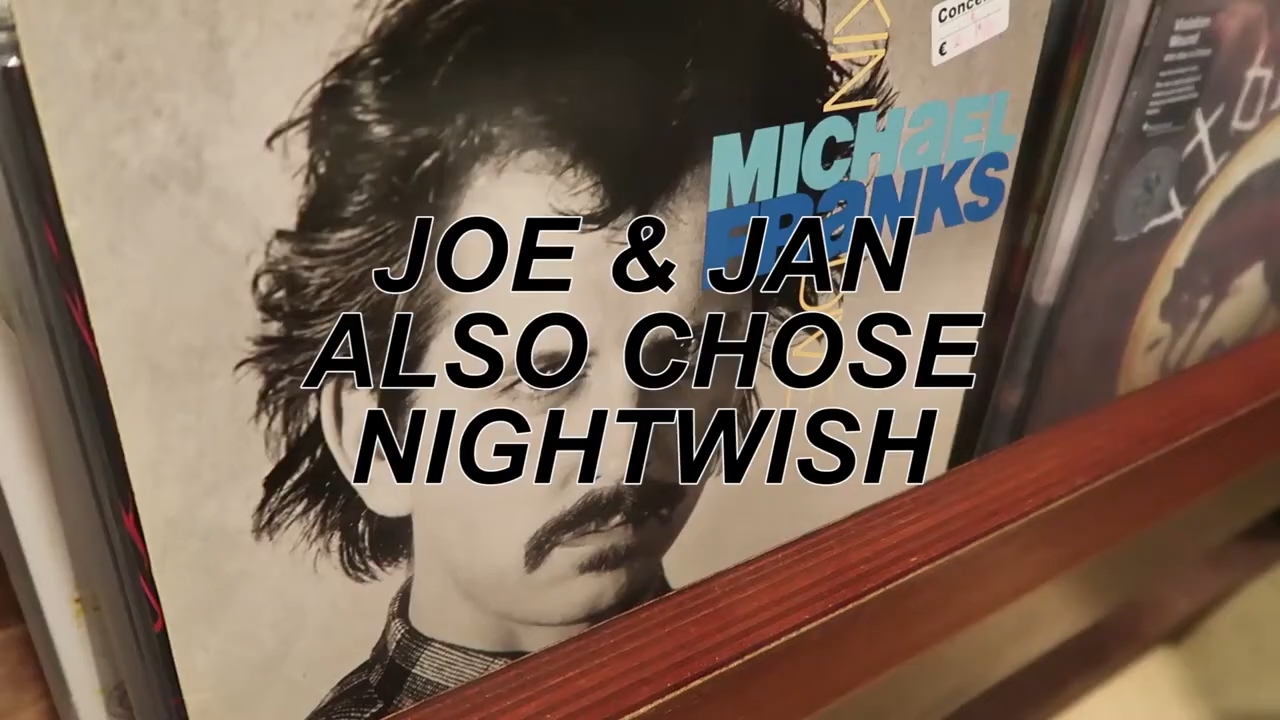 Conce
€
MICHaEL
FRaNKS
JOE & JAN
ALSO CHOSE
NIGHTWISH